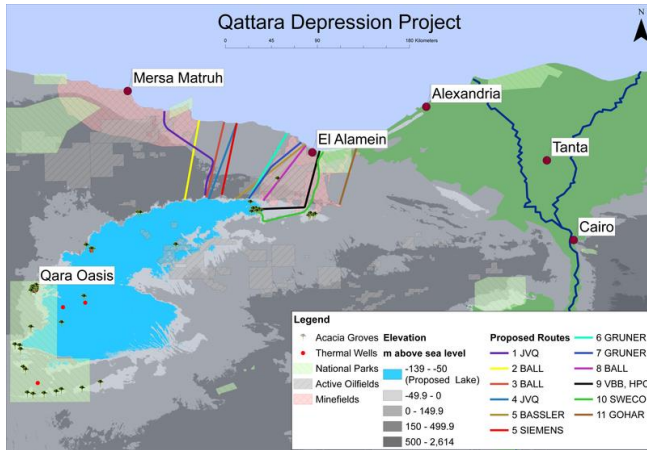 Qattara Depression Project
0 45 90 180 Kilometers
N
Mersa Matruh
Alexandria
El Alamein
Tanta
Cairo
Qara Oasis
Legend
Acacia Groves
Thermal Wells
National Parks
Active Oilfields
Minefields
Elevation
m above sea level
-139 - -50
(Proposed Lake)
-49.9 - 0
0 - 149.9
150 - 499.9
500 - 2,614
Proposed Routes
1 JVQ
2 BALL
3 BALL
4 JVQ
5 BASSLER
5 SIEMENS
6 GRUNER
7 GRUNER
8 BALL
9 VBB, HPC
10 SWECO
11 GOHAR